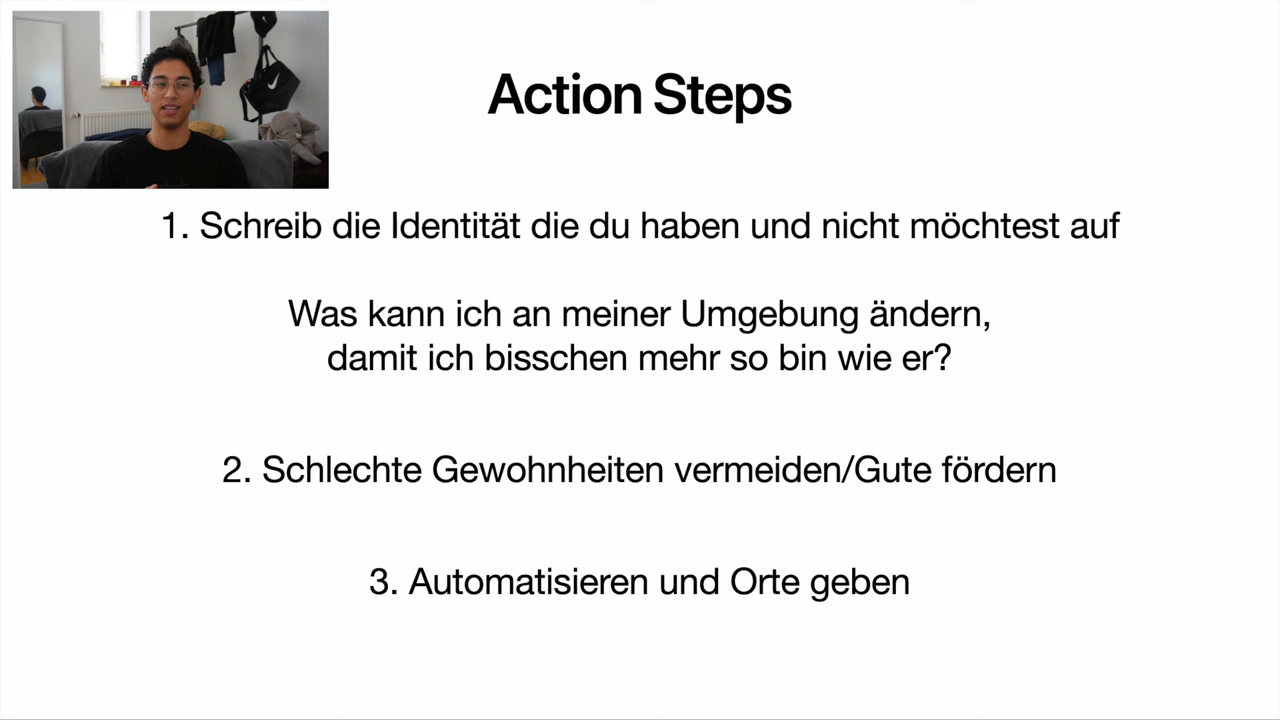 Action Steps
1. Schreib die Identität die du haben und nicht möchtest auf
Was kann ich an meiner Umgebung ändern,
damit ich bisschen mehr so bin wie er?
2. Schlechte Gewohnheiten vermeiden/Gute fördern
3. Automatisieren und Orte geben